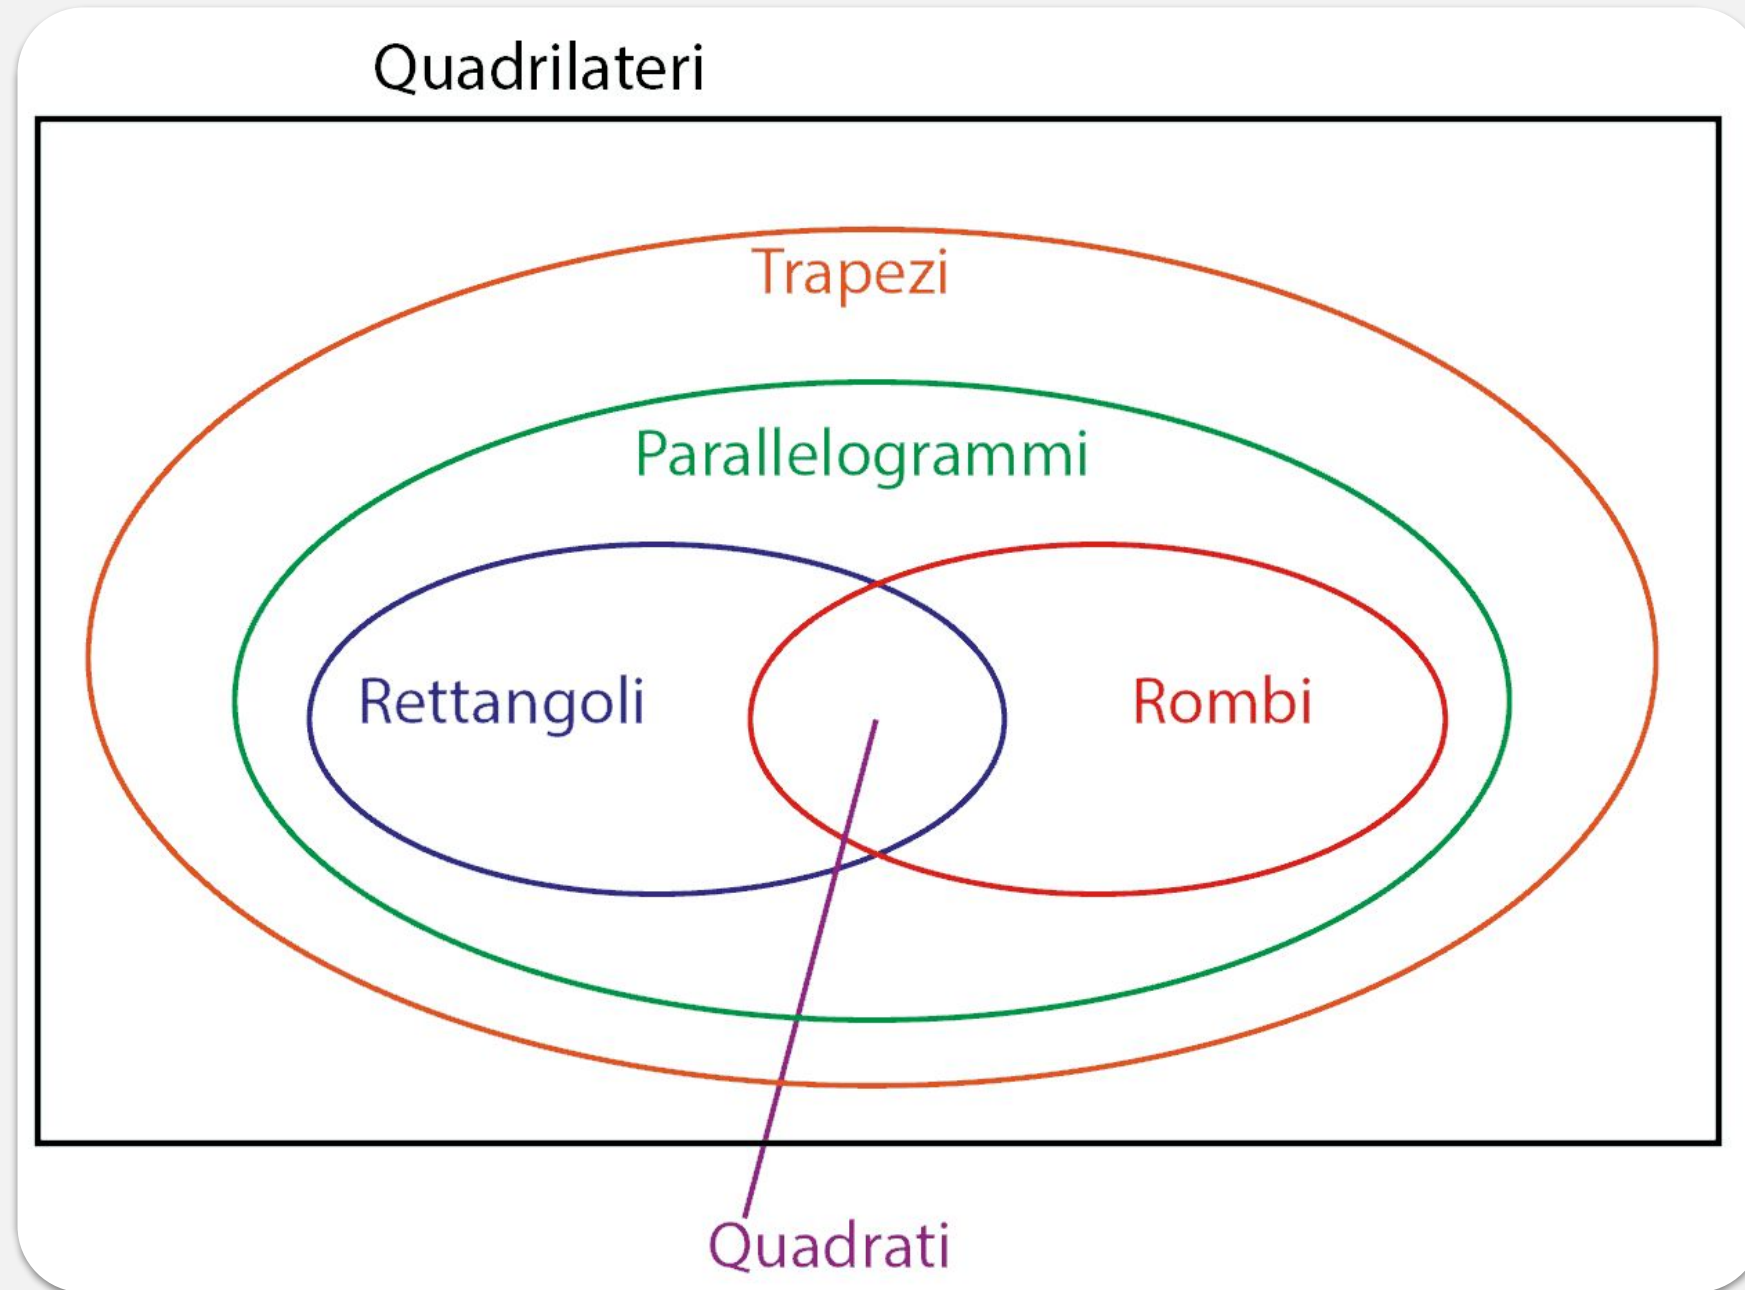 Quadrilateri
Trapezi
Parallelogrammi
Rettangoli
Rombi
Quadrati